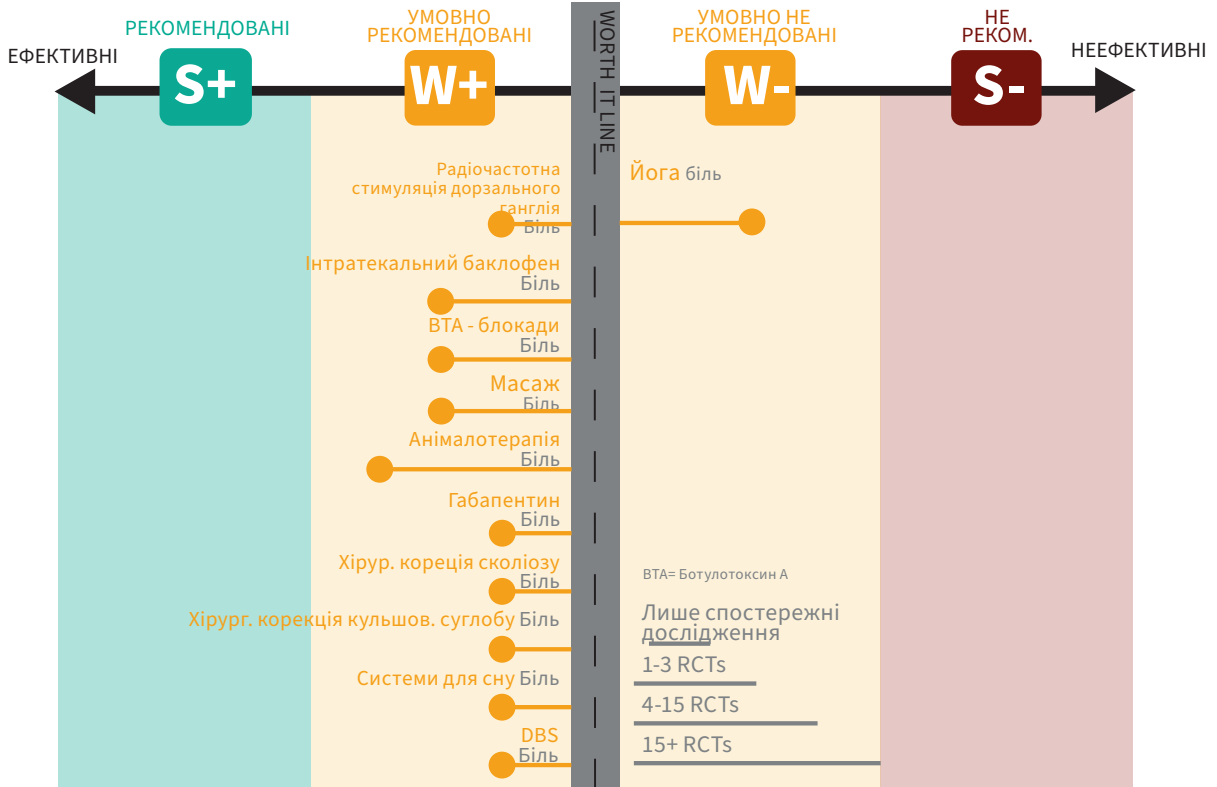 ЕФЕКТИВНІ
РЕКОМЕНДОВАНІ
S+
УМОВНО
РЕКОМЕНДОВАНІ
W+
WORTH IT LINE
УМОВНО НЕ
РЕКОМЕНДОВАНІ
W-
НЕ
РЕКОМ.
S-
НЕЕФЕКТИВНІ
Радіочастотна
стимуляція дорзального
ганглія
Біль
Інтратекальний баклофен
Біль
ВТА - блокади
Біль
Масаж
Біль
Анімалотерапія
Біль
Габапентин
Біль
Хірур. кореція сколіозу
Біль
Хірург. корекція кульшов. суглобу Біль
Системи для сну Біль
DBS
Біль
Йога біль
ВТА= Ботулотоксин А
Лише спостережні
дослідження
1-3 RCTs
4-15 RCTs
15+ RCTs